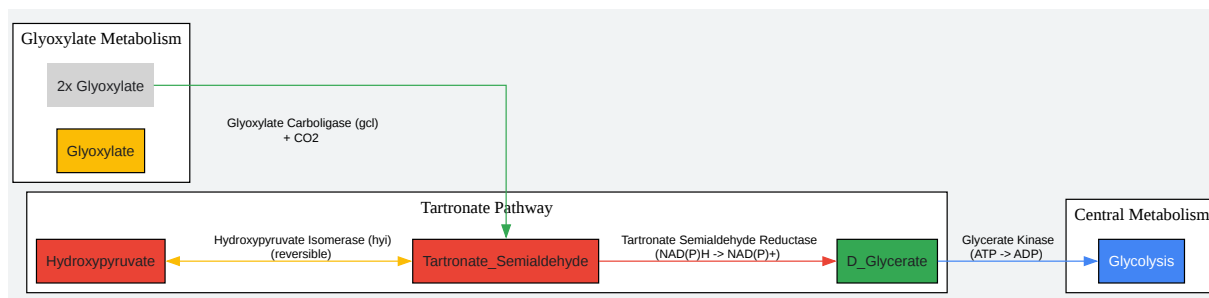 Glyoxylate Metabolism
2x Glyoxylate
Glyoxylate
Glyoxylate Carboligase (gcl)
+ CO2
Tartronate Pathway
Hydroxypyruvate
Hydroxypyruvate Isomerase (hyi)
(reversible)
Tartronate_Semialdehyde
Tartronate Semialdehyde Reductase
(NAD(P)H -> NAD(P)+)
D_Glycerate
Glycerate Kinase
(ATP -> ADP)
Central Metabolism
Glycolysis